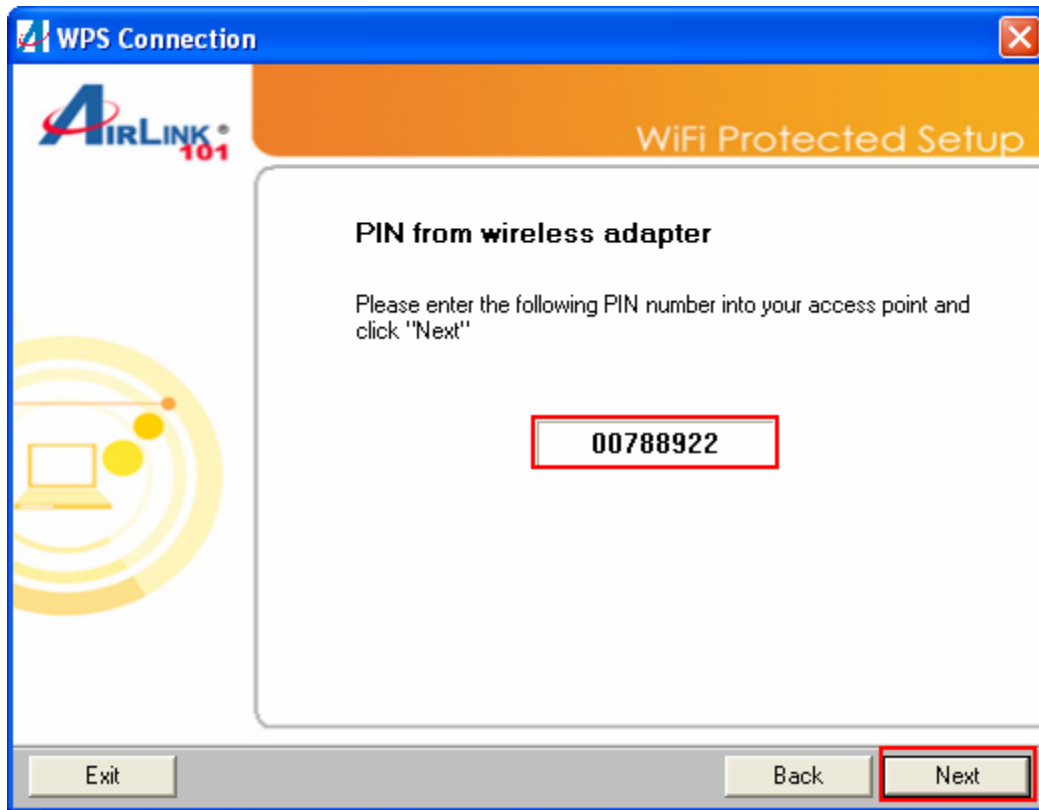 WPS Connection
AIRLINK®
101
WiFi Protected Setup
PIN from wireless adapter
Please enter the following PIN number into your access point and
click "Next"
00788922
Exit
Back
Next